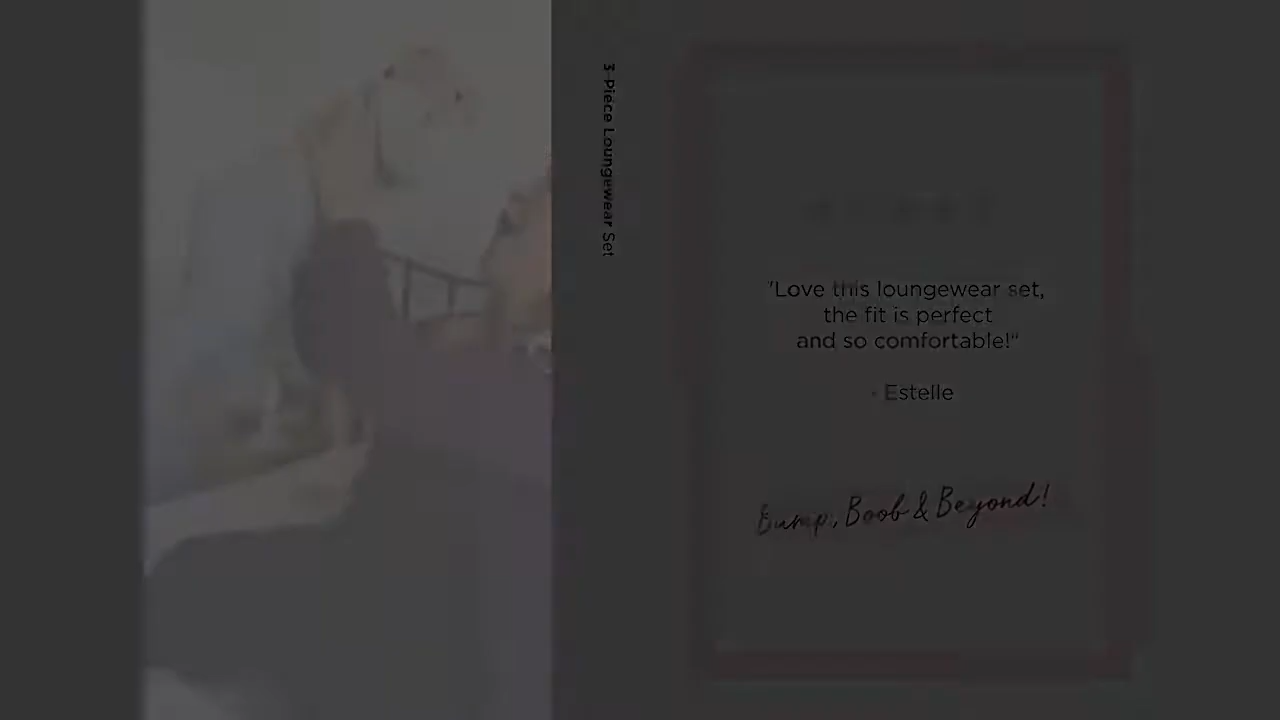 3-Piece Loungewear Set
"Love this loungewear set,
the fit is perfect
and so comfortable!"
- Estelle
Bump, Boob & Beyond!